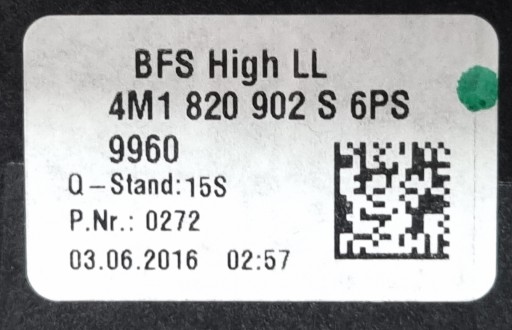 BFS High LL
4M1 820 902 S 6PS
9960
Q-Stand: 15S
P.Nr.: 0272
03.06.2016 02:57